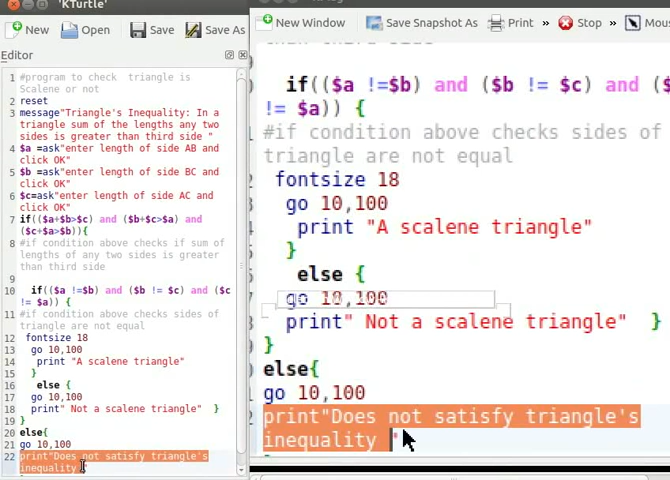 'KTurtle'
New Open Save Save As
Editor
1 #program to check triangle is
Scalene or not
2 reset
3 message"Triangle's Inequality: In a
triangle sum of the lengths any two
sides is greater than third side "
4 $a =ask"enter length of side AB and
click OK"
5 $b =ask"enter length of side BC and
click OK"
6 $c=ask"enter length of side AC and
click OK"
7 if(($a+$b>$c) and ($b+$c>$a) and
($c+$a>$b)){
8 #if condition above checks if sum of
lengths of any two sides is greater
than third side
9
10 if(($a !=$b) and ($b != $c) and ($c
!= $a)) {
11 #if condition above checks sides of
triangle are not equal
12 fontsize 18
13 go 10,100
14 print "A scalene triangle"
15 }
16 else {
17 go 10,100
18 print" Not a scalene triangle" }
19 }
20 else{
21 go 10,100
22 print"Does not satisfy triangle's
inequality "
New Window Save Snapshot As Print » Stop » Mou
than third side
if(($a !=$b) and ($b != $c) and ($
!= $a)) {
#if condition above checks sides of
triangle are not equal
fontsize 18
go 10,100
print "A scalene triangle"
}
else {
go 10,100
print" Not a scalene triangle" }
}
else{
go 10,100
print"Does not satisfy triangle's
inequality "